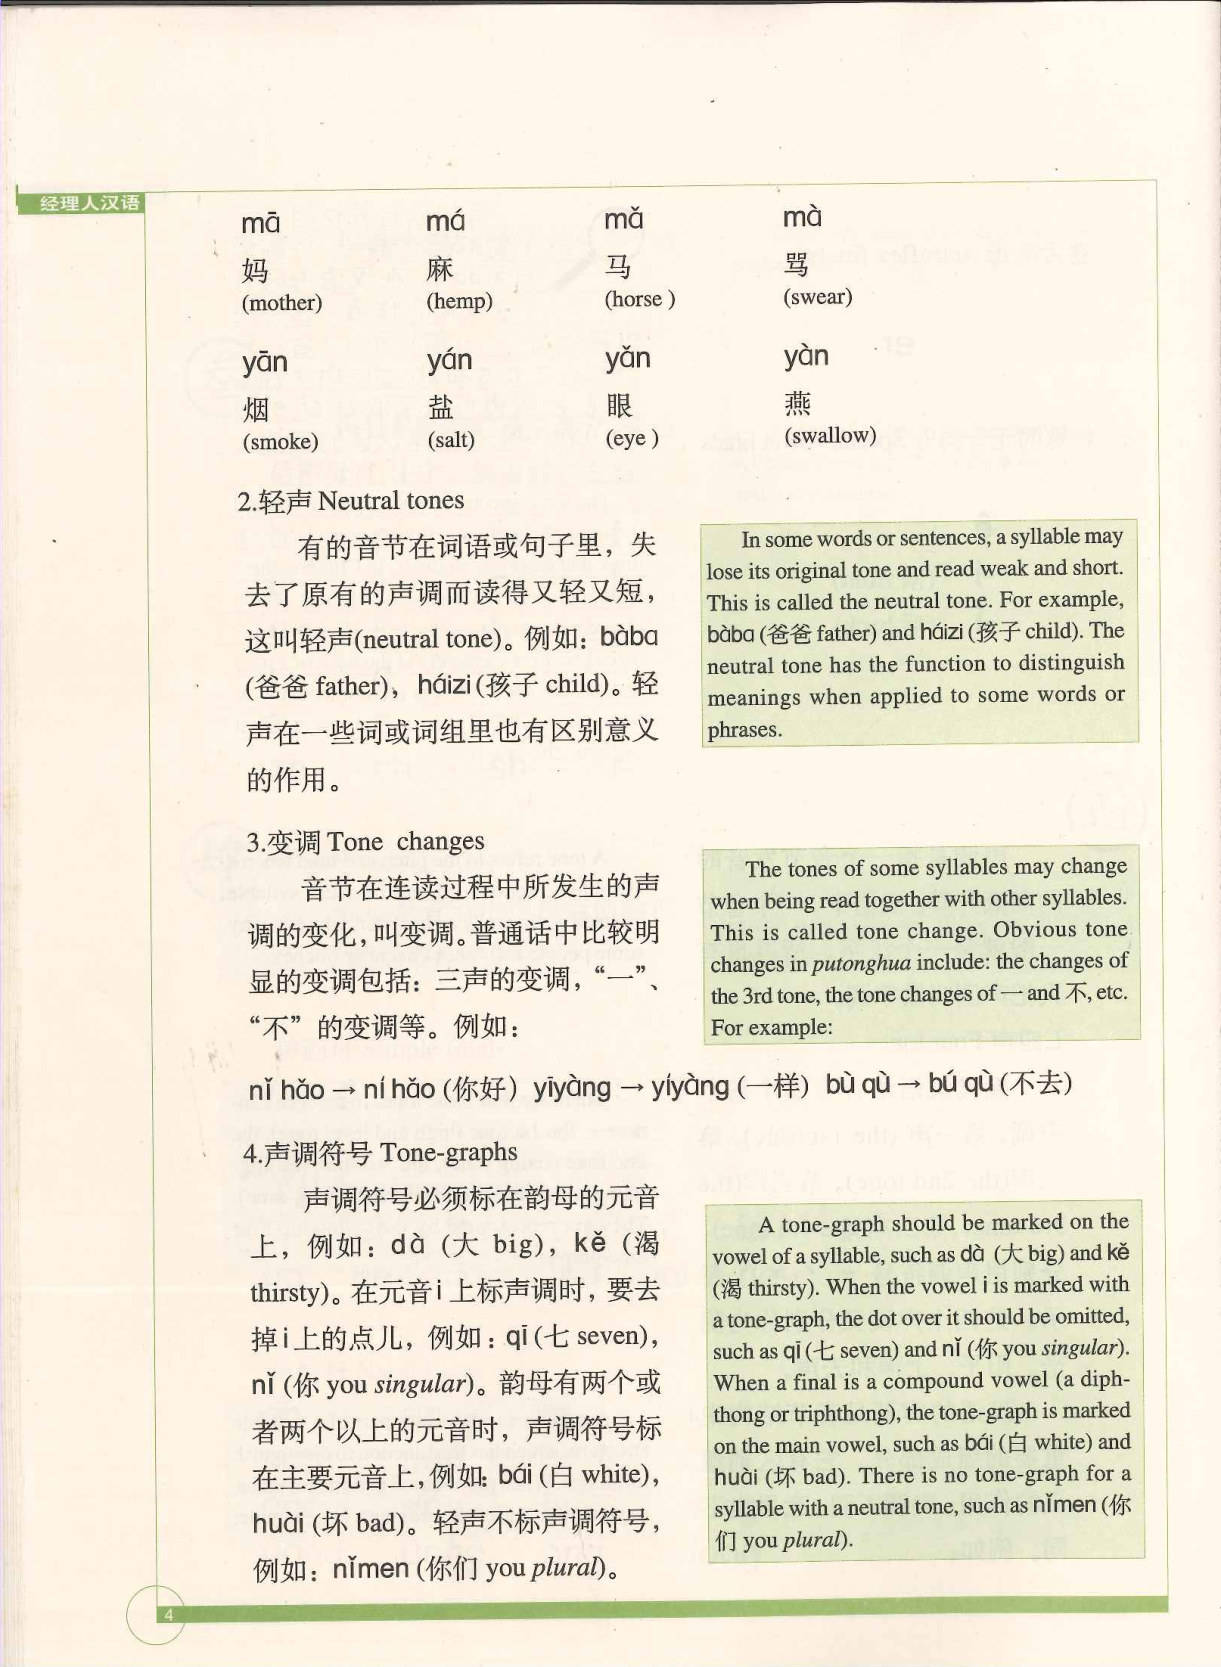 经理人汉语
mā má mǎ mà
妈 麻 马 骂
(mother) (hemp) (horse ) (swear)
yān yán yǎn yàn
烟 盐 眼 燕
(smoke) (salt) (eye ) (swallow)
2.轻声 Neutral tones
有的音节在词语或句子里，失
去了原有的声调而读得又轻又短，
这叫轻声(neutral tone)。例如：bàba
(爸爸 father)，háizi (孩子 child)。轻
声在一些词或词组里也有区别意义
的作用。
In some words or sentences, a syllable may
lose its original tone and read weak and short.
This is called the neutral tone. For example,
bàba (爸爸 father) and háizi (孩子 child). The
neutral tone has the function to distinguish
meanings when applied to some words or
phrases.
3.变调 Tone changes
音节在连读过程中所发生的声
调的变化，叫变调。普通话中比较明
显的变调包括：三声的变调，“一”、
“不”的变调等。例如：
The tones of some syllables may change
when being read together with other syllables.
This is called tone change. Obvious tone
changes in putonghua include: the changes of
the 3rd tone, the tone changes of 一 and 不, etc.
For example:
nǐ hǎo → ní hǎo (你好) yīyàng → yíyàng (一样) bù qù → bú qù (不去)
4.声调符号 Tone-graphs
声调符号必须标在韵母的元音
上，例如：dà (大 big)，kě (渴
thirsty)。在元音 i 上标声调时，要去
掉 i 上的点儿，例如：qī (七 seven)，
nǐ (你 you singular)。韵母有两个或
者两个以上的元音时，声调符号标
在主要元音上，例如：bái (白 white)，
huài (坏 bad)。轻声不标声调符号，
例如：nǐmen (你们 you plural)。
A tone-graph should be marked on the
vowel of a syllable, such as dà (大 big) and kě
(渴 thirsty). When the vowel i is marked with
a tone-graph, the dot over it should be omitted,
such as qī (七 seven) and nǐ (你 you singular).
When a final is a compound vowel (a diph-
thong or triphthong), the tone-graph is marked
on the main vowel, such as bái (白 white) and
huài (坏 bad). There is no tone-graph for a
syllable with a neutral tone, such as nǐmen (你
们 you plural).
4